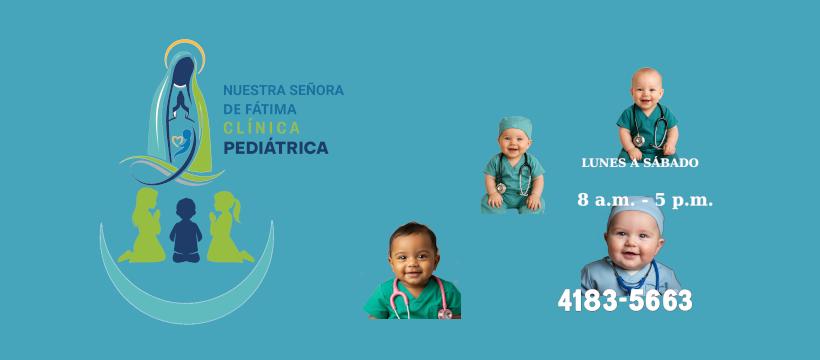 NUESTRA SEÑORA
DE FÁTIMA
CLÍNICA
PEDIÁTRICA
LUNES A SÁBADO
8 a.m. - 5 p.m.
4183-5663